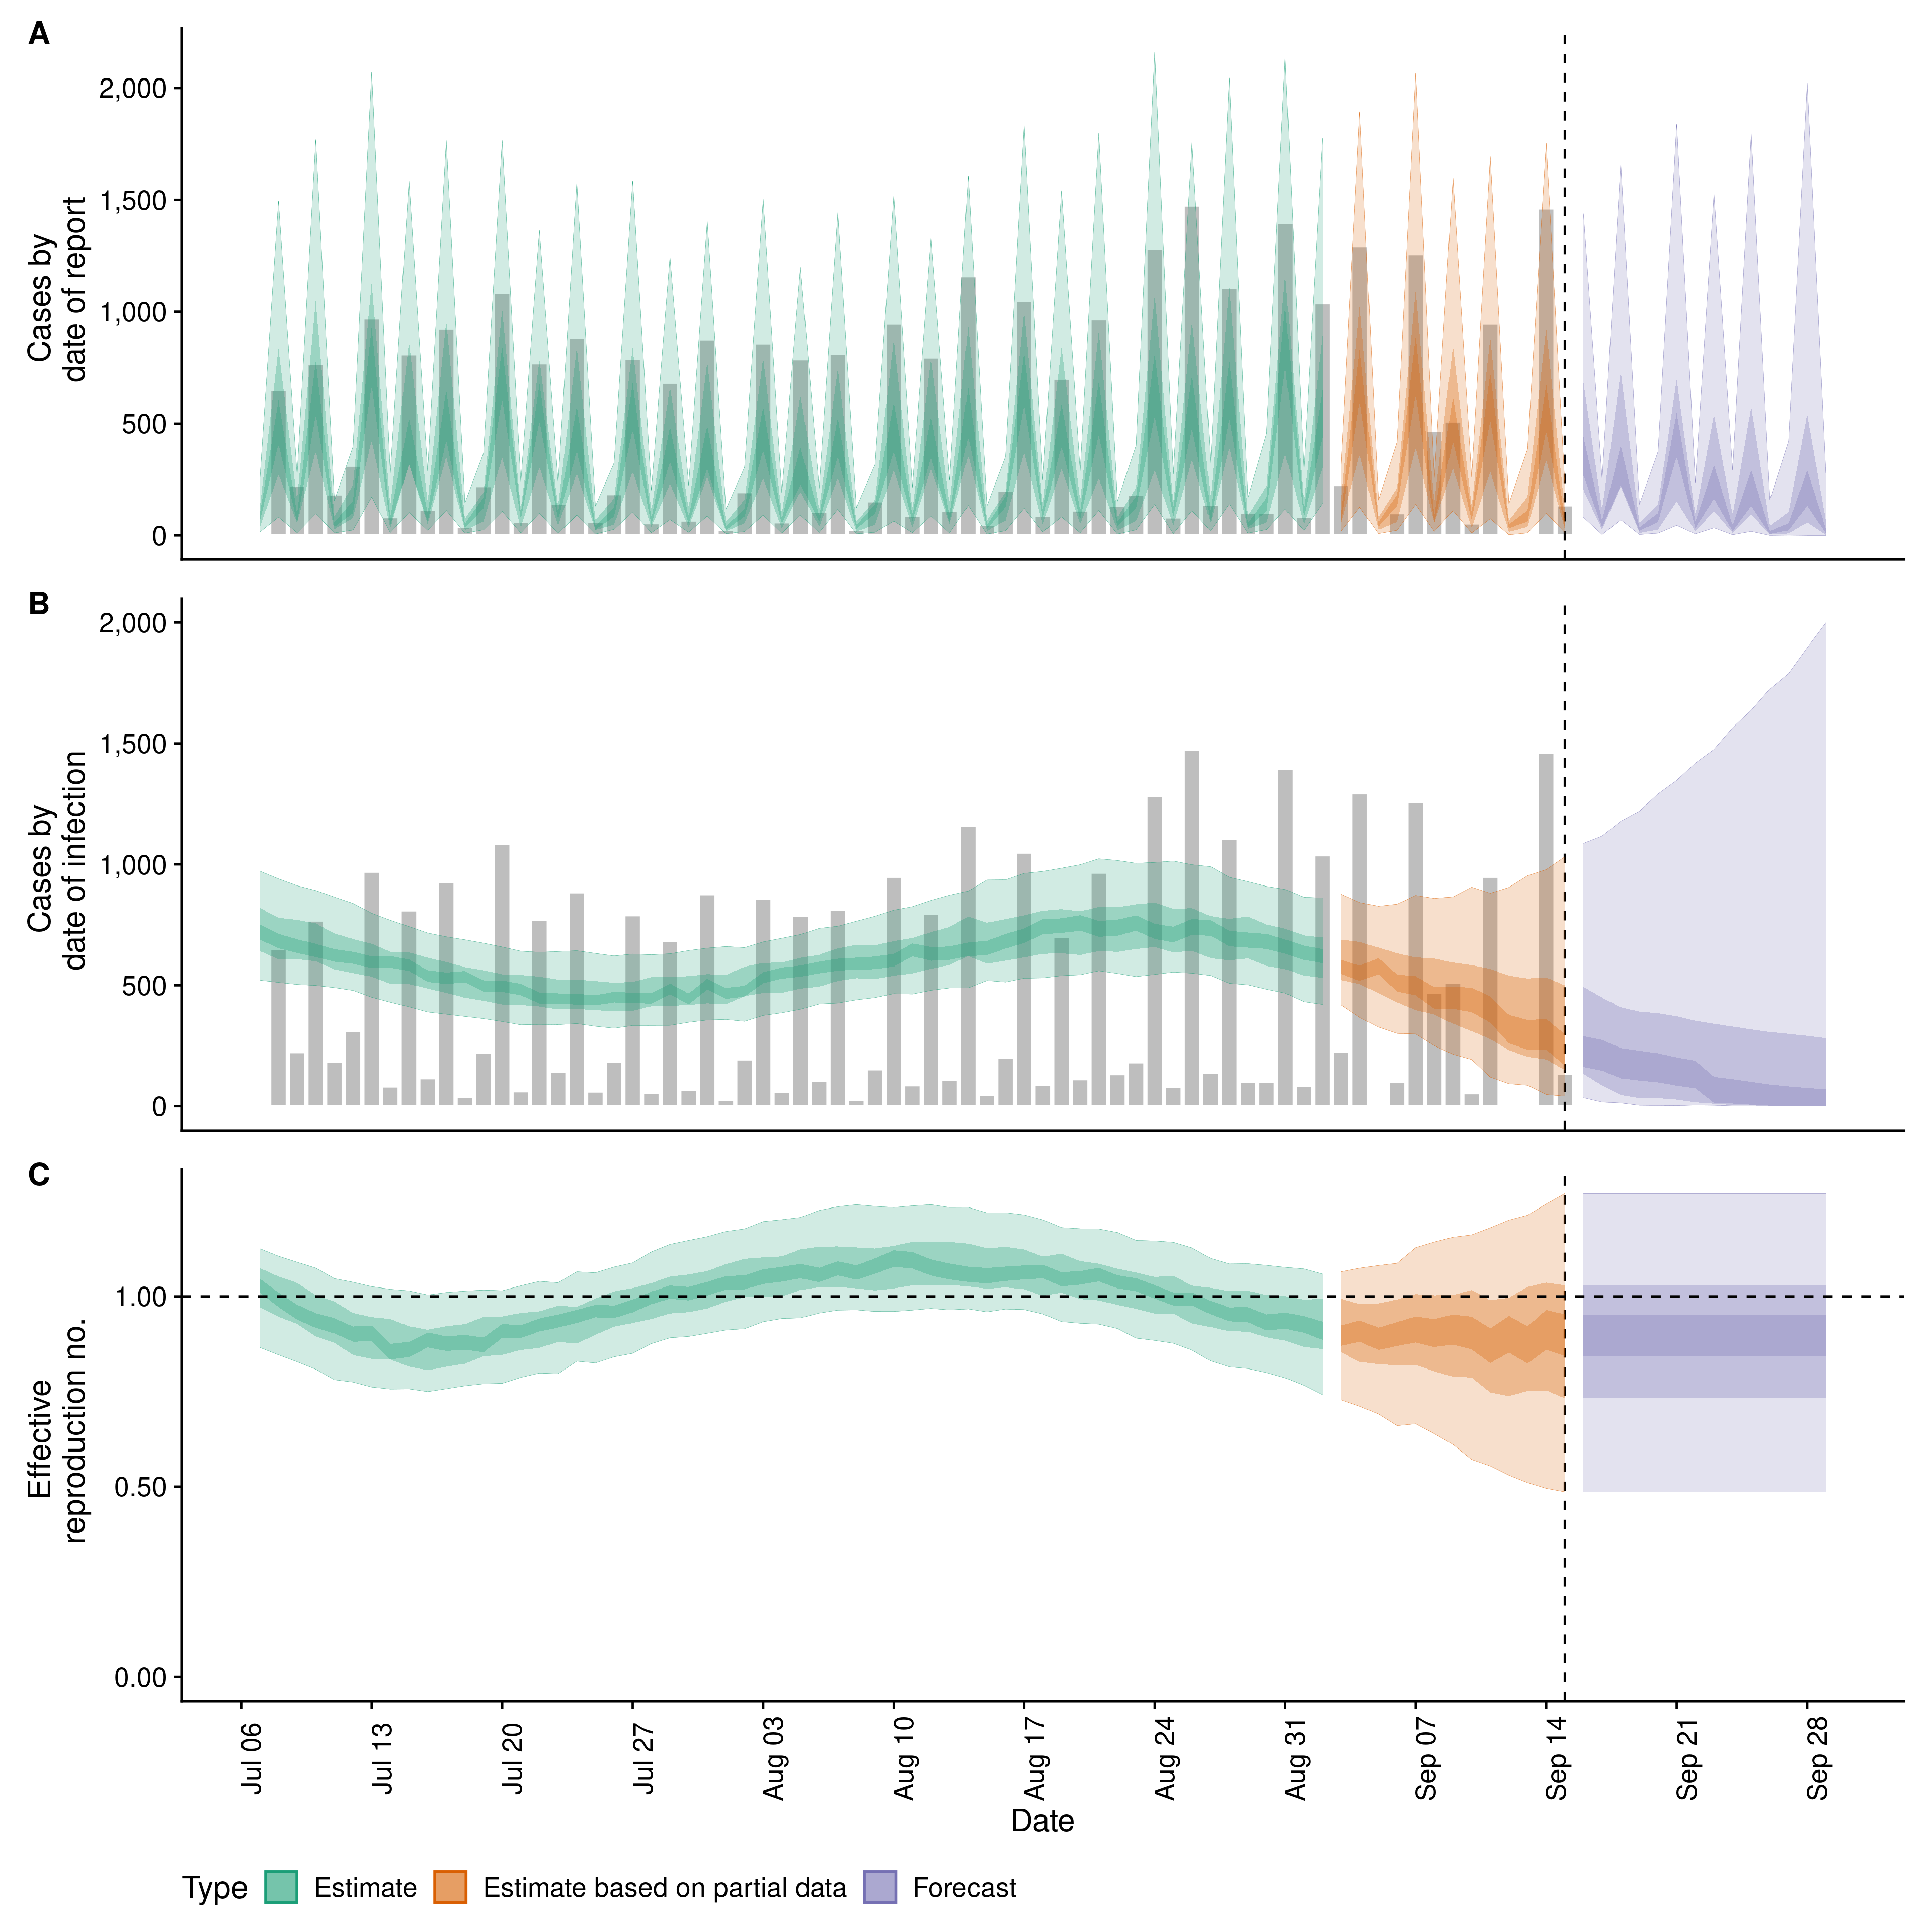 A
Cases by
date of report
2,000
1,500
1,000
500
0
B
Cases by
date of infection
2,000
1,500
1,000
500
0
C
Effective
reproduction no.
1.00
0.50
0.00
Jul 06
Jul 13
Jul 20
Jul 27
Aug 03
Aug 10
Aug 17
Aug 24
Aug 31
Sep 07
Sep 14
Sep 21
Sep 28
Date
Type Estimate Estimate based on partial data Forecast